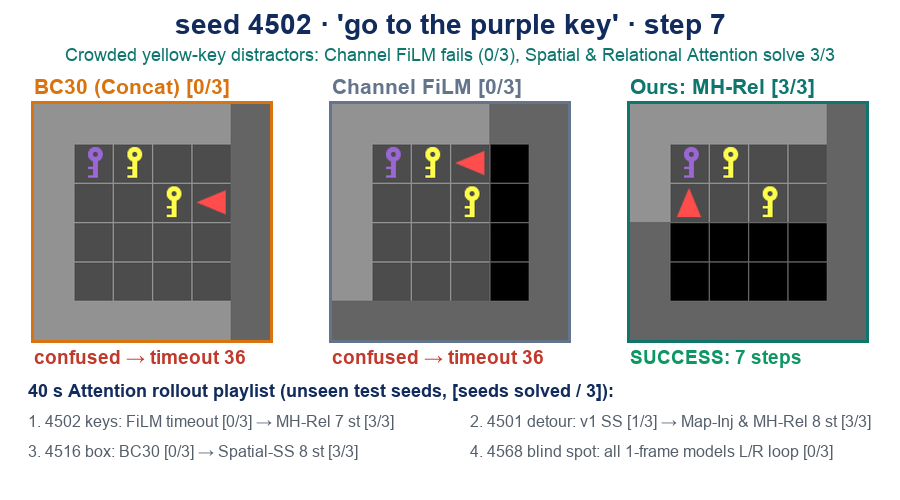 seed 4502 · 'go to the purple key' · step 7
Crowded yellow-key distractors: Channel FiLM fails (0/3), Spatial & Relational Attention solve 3/3
BC30 (Concat) [0/3]
Channel FiLM [0/3]
Ours: MH-Rel [3/3]
confused → timeout 36
confused → timeout 36
SUCCESS: 7 steps
40 s Attention rollout playlist (unseen test seeds, [seeds solved / 3]):
1. 4502 keys: FiLM timeout [0/3] → MH-Rel 7 st [3/3]
2. 4501 detour: v1 SS [1/3] → Map-Inj & MH-Rel 8 st [3/3]
3. 4516 box: BC30 [0/3] → Spatial-SS 8 st [3/3]
4. 4568 blind spot: all 1-frame models L/R loop [0/3]